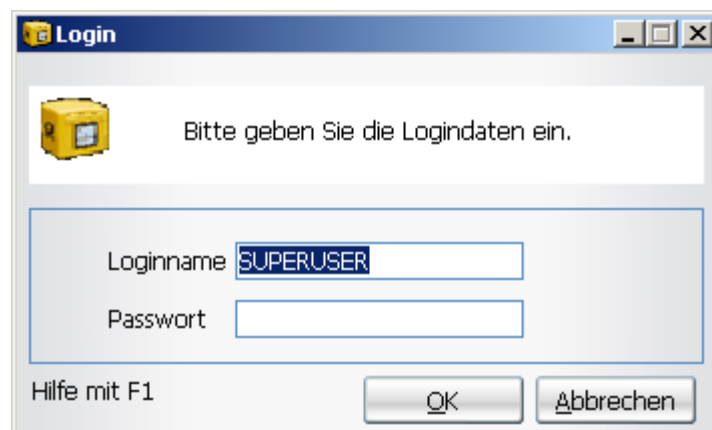 Login
Bitte geben Sie die Logindaten ein.
Loginname SUPERUSER
Passwort
Hilfe mit F1
OK
Abbrechen